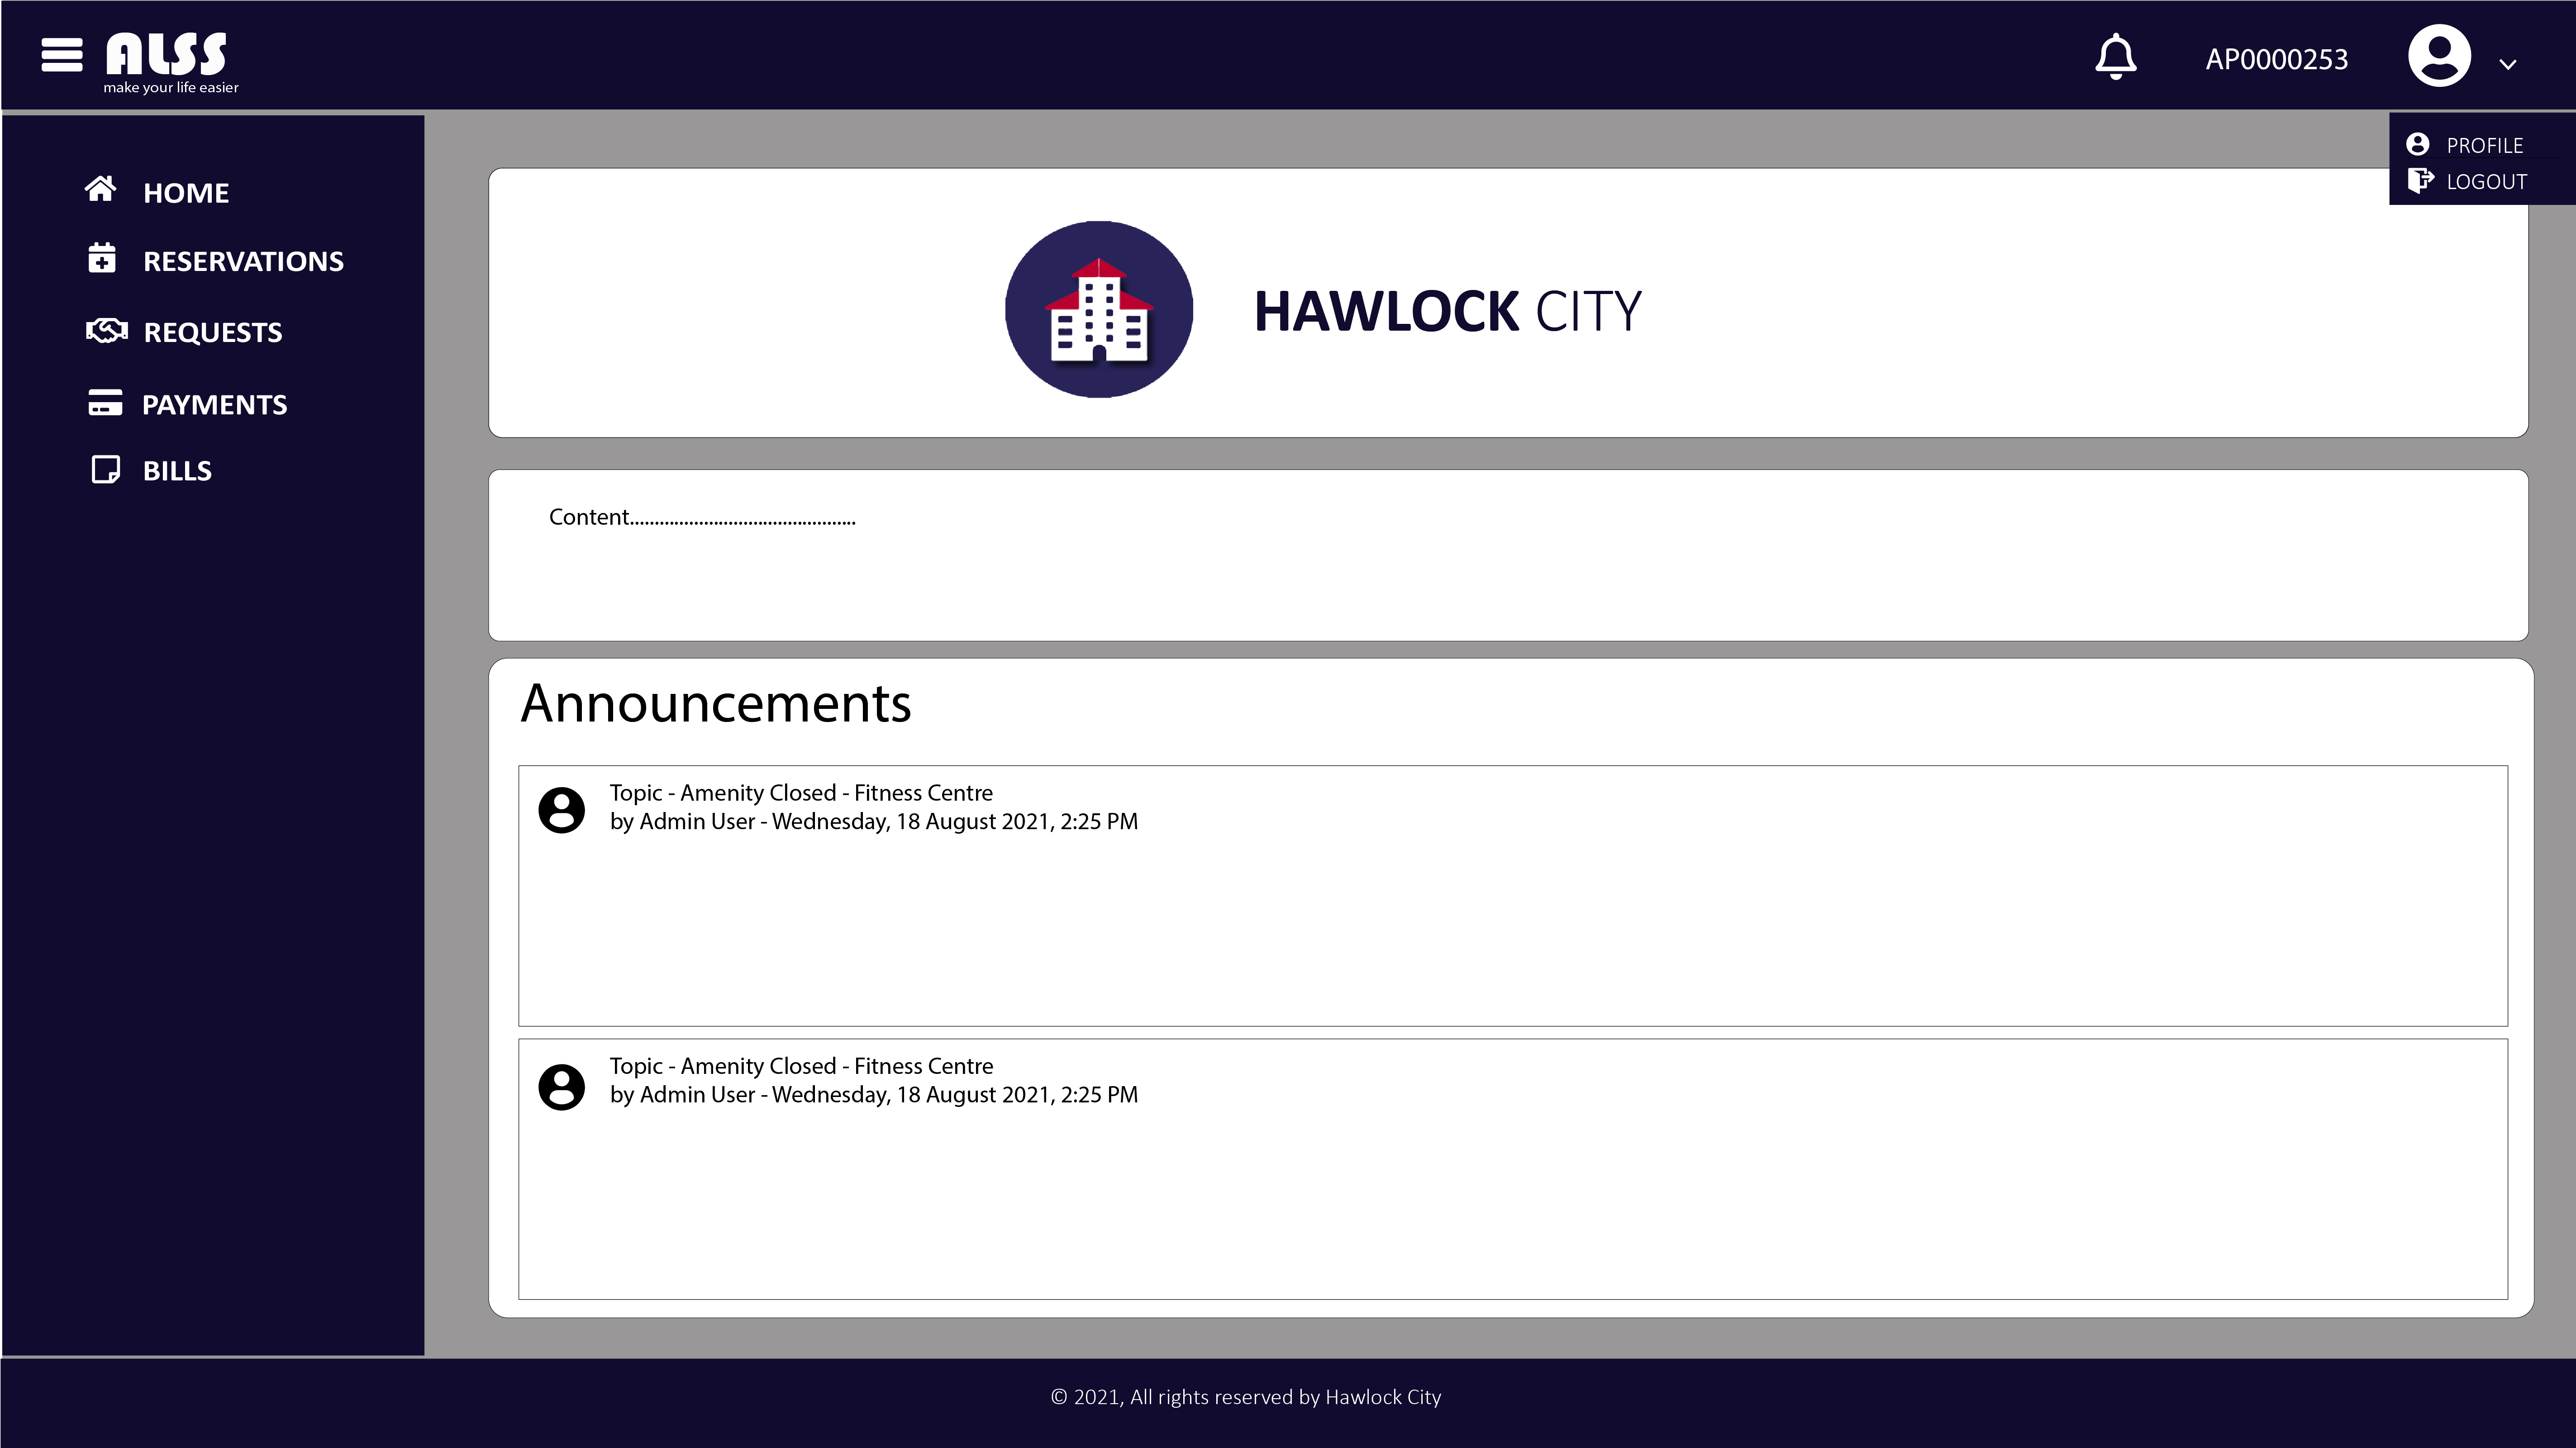 ALSS
make your life easier
AP0000253
PROFILE
LOGOUT
HOME
RESERVATIONS
REQUESTS
PAYMENTS
BILLS
HAWLOCK CITY
Content..............................................
Announcements
Topic - Amenity Closed - Fitness Centre
by Admin User - Wednesday, 18 August 2021, 2:25 PM
Topic - Amenity Closed - Fitness Centre
by Admin User - Wednesday, 18 August 2021, 2:25 PM
© 2021, All rights reserved by Hawlock City